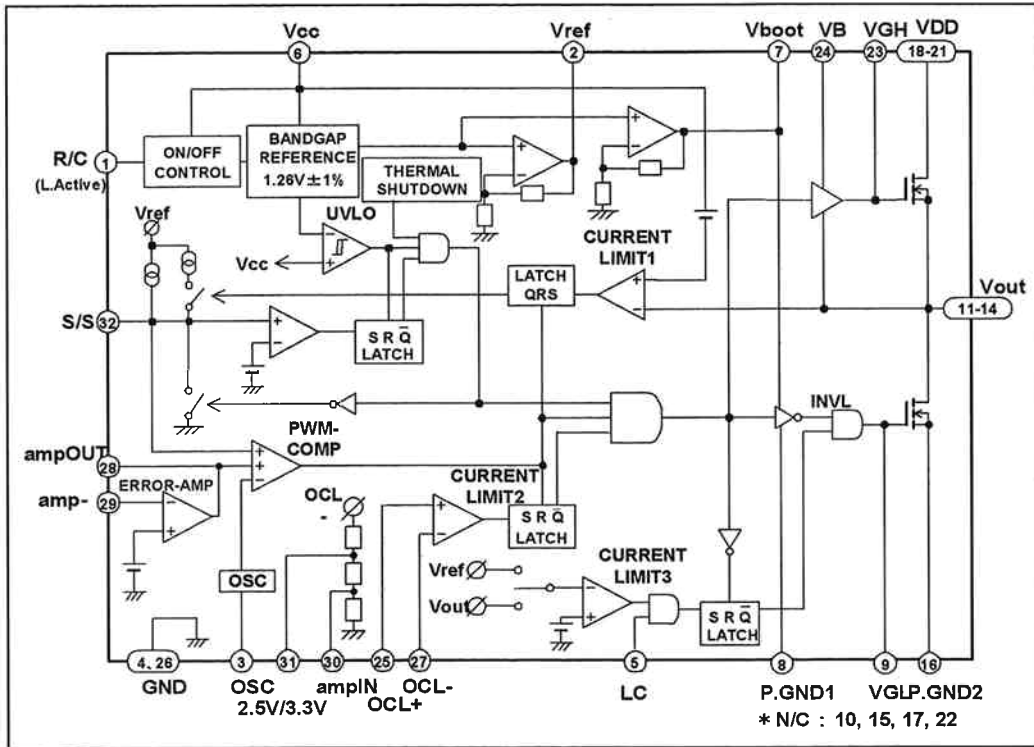 Vcc
Vref
Vboot
VB
VGH
VDD
6
2
7
24
23
18-21
R/C
1
(L.Active)
ON/OFF
CONTROL
BANDGAP
REFERENCE
1.26V±1%
THERMAL
SHUTDOWN
+
-
+
-
Vref
UVLO
-
+
Vcc
CURRENT
LIMIT1
LATCH
QRS
+
-
Vout
11-14
S/S
32
+
-
S R Q̄
LATCH
INVL
PWM-
COMP
ampOUT
28
+
+
-
amp-
29
ERROR-AMP
-
+
OCL
-
CURRENT
LIMIT2
+
-
S R Q̄
LATCH
OSC
Vref
Vout
CURRENT
LIMIT3
-
+
S R Q̄
LATCH
4, 26
3
31
30
25
27
5
8
9
16
GND
OSC
ampIN
OCL-
LC
P.GND1
VGL
P.GND2
2.5V/3.3V
OCL+
* N/C : 10, 15, 17, 22